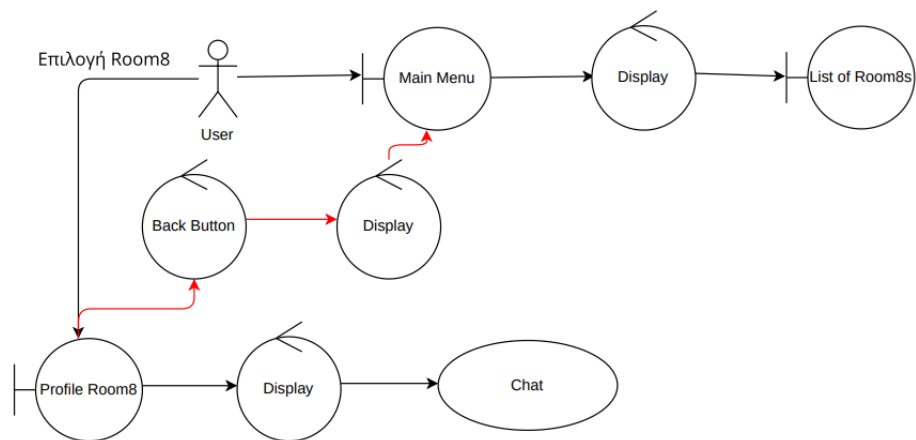 Επιλογή Room8
User
Main Menu
Display
List of Room8s
Back Button
Display
Profile Room8
Display
Chat